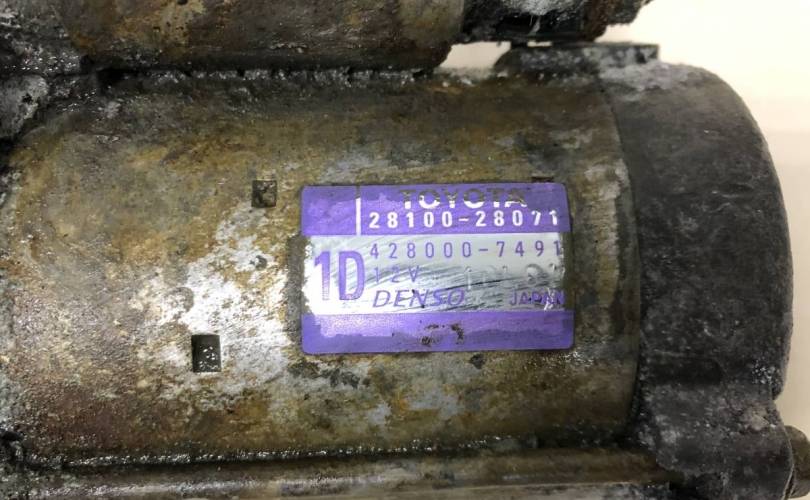 TOYOTA
28100-28071
428000-7491
1D
12V
DENSO JAPAN